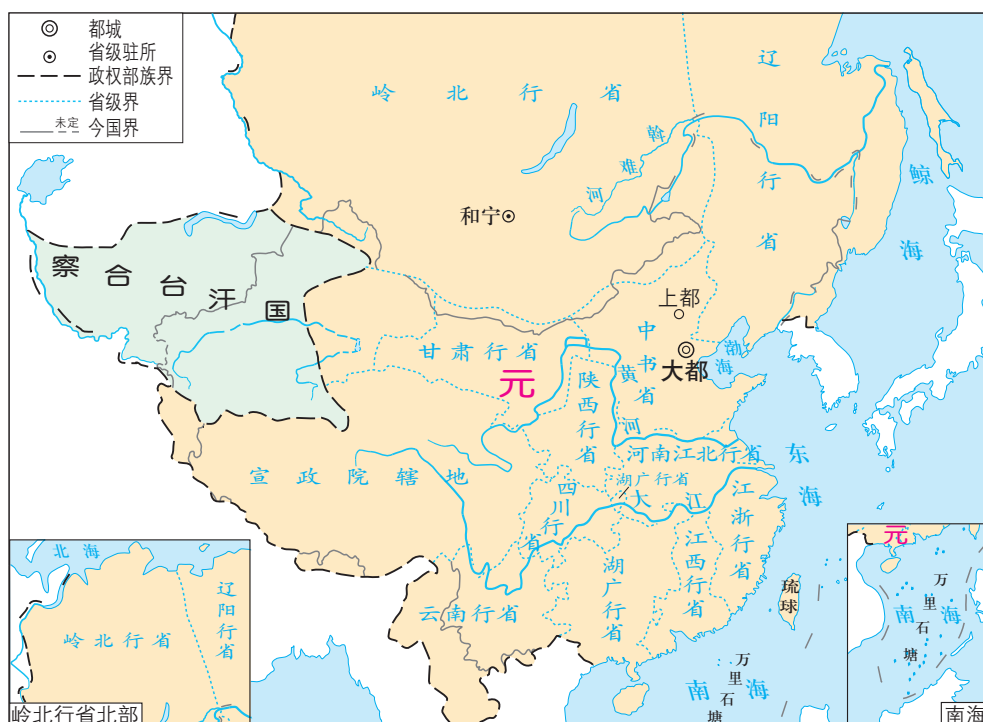 都城
省级驻所
政权部族界
省级界
未定
今国界
岭北行省
辽阳行省
斡难河
鲸海
和宁
察合台汗国
上都
中书省
大都
渤海
甘肃行省
元
陕西行省
黄河
河南江北行省
东海
宣政院辖地
湖广行省
四川行省
大江
江浙行省
江西行省
湖广行省
云南行省
琉球
万里石塘
南海
北海
辽阳行省
岭北行省
岭北行省北部
元
万里石塘
南海
南海